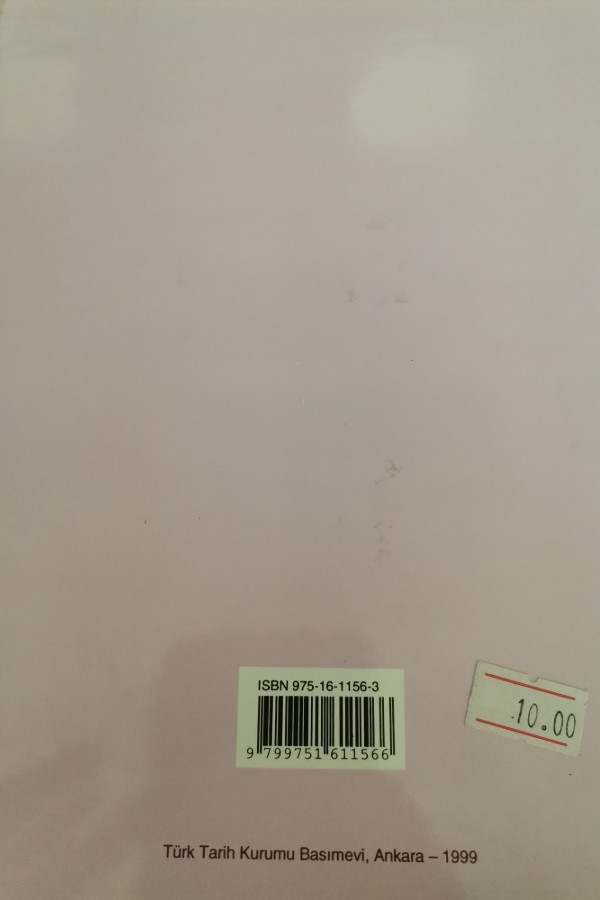 ISBN 975-16-1156-3
9 799751 611566
10.00
Türk Tarih Kurumu Basımevi, Ankara – 1999